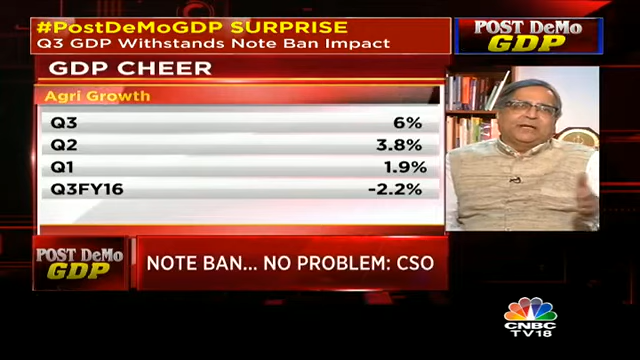 #PostDeMoGDP SURPRISE
Q3 GDP Withstands Note Ban Impact
POST DeMo
GDP
GDP CHEER
Agri Growth
Q3 6%
Q2 3.8%
Q1 1.9%
Q3FY16 -2.2%
POST DeMo
GDP
NOTE BAN... NO PROBLEM: CSO
CNBC
TV18